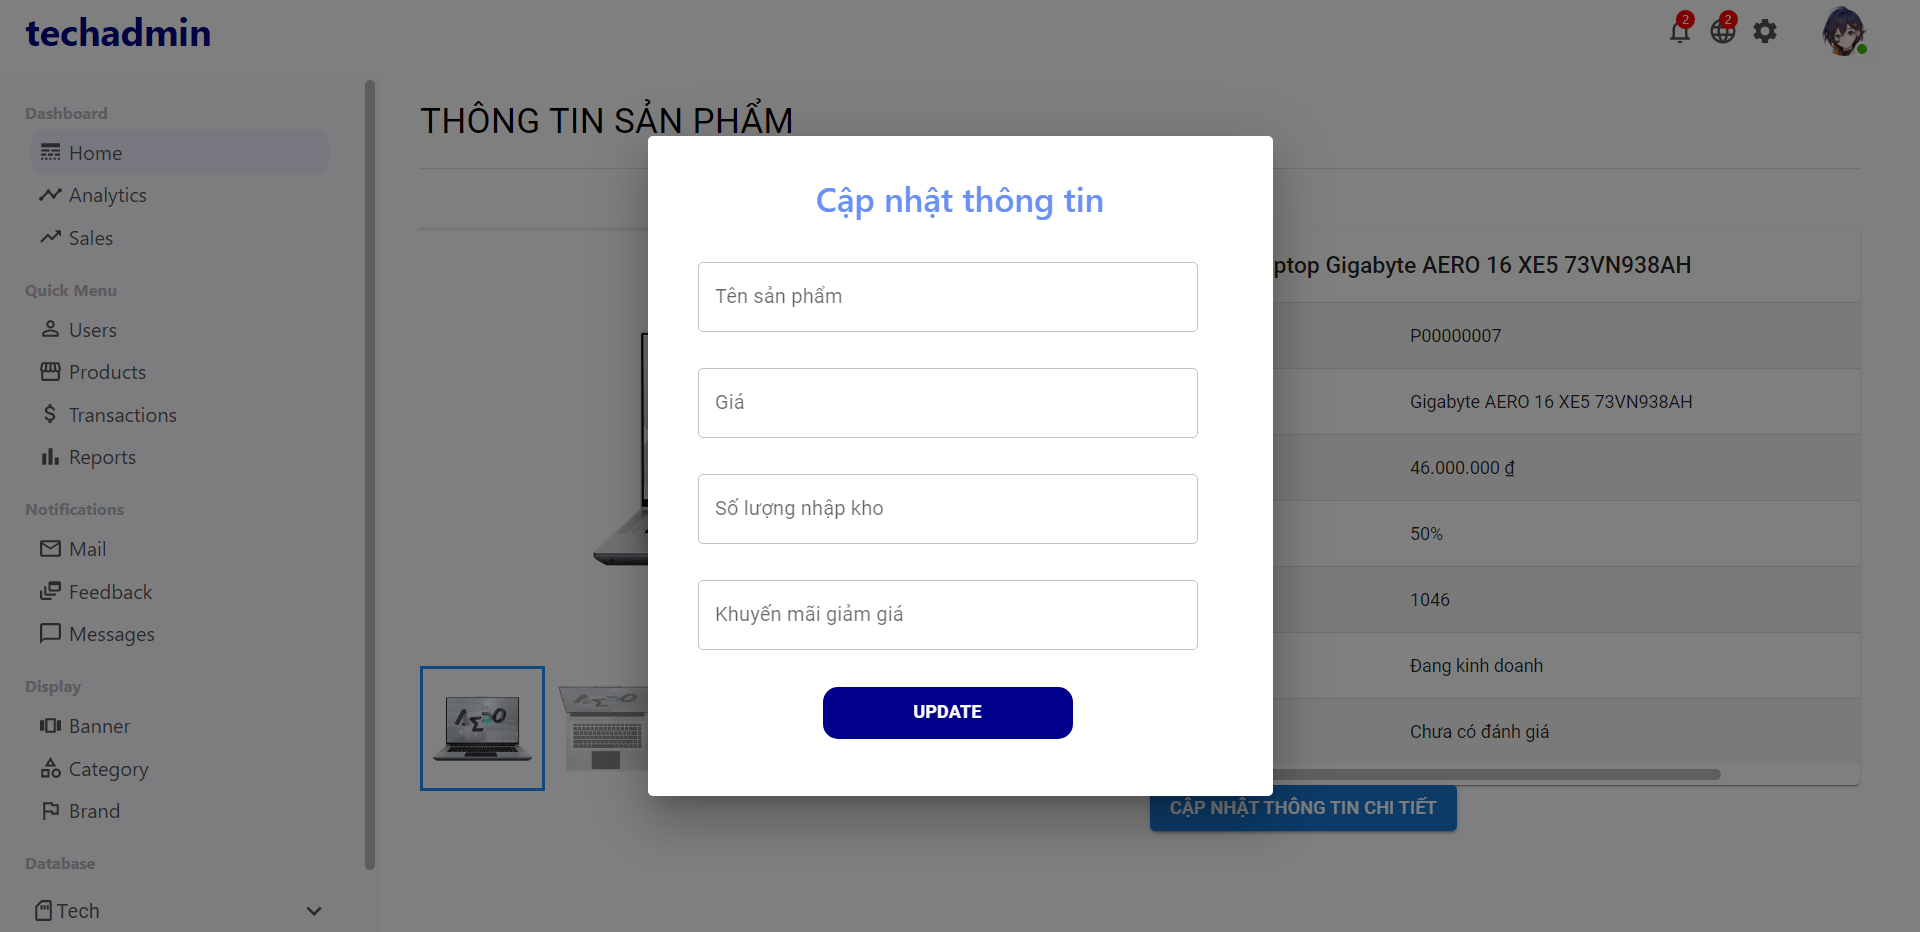 techadmin
2
2
Dashboard
Home
Analytics
Sales
Quick Menu
Users
Products
Transactions
Reports
Notifications
Mail
Feedback
Messages
Display
Banner
Category
Brand
Database
Tech
THÔNG TIN SẢN PHẨM
ptop Gigabyte AERO 16 XE5 73VN938AH
P00000007
Gigabyte AERO 16 XE5 73VN938AH
46.000.000 ₫
50%
1046
Đang kinh doanh
Chưa có đánh giá
CẬP NHẬT THÔNG TIN CHI TIẾT
Cập nhật thông tin
Tên sản phẩm
Giá
Số lượng nhập kho
Khuyến mãi giảm giá
UPDATE